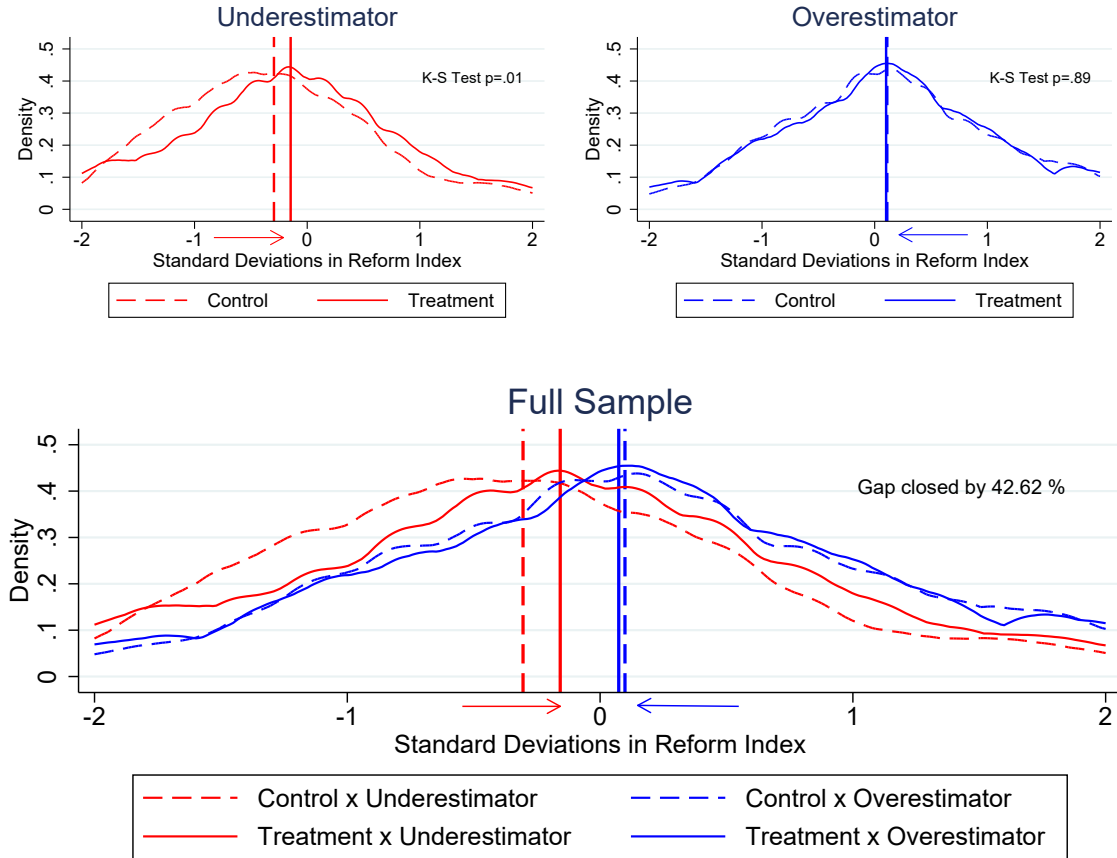 Underestimator
Density
0
.1
.2
.3
.4
.5
K-S Test p=.01
-2
-1
0
1
2
Standard Deviations in Reform Index
Control
Treatment
Overestimator
Density
0
.1
.2
.3
.4
.5
K-S Test p=.89
-2
-1
0
1
2
Standard Deviations in Reform Index
Control
Treatment
Full Sample
Density
0
.1
.2
.3
.4
.5
Gap closed by 42.62 %
-2
-1
0
1
2
Standard Deviations in Reform Index
Control x Underestimator
Control x Overestimator
Treatment x Underestimator
Treatment x Overestimator